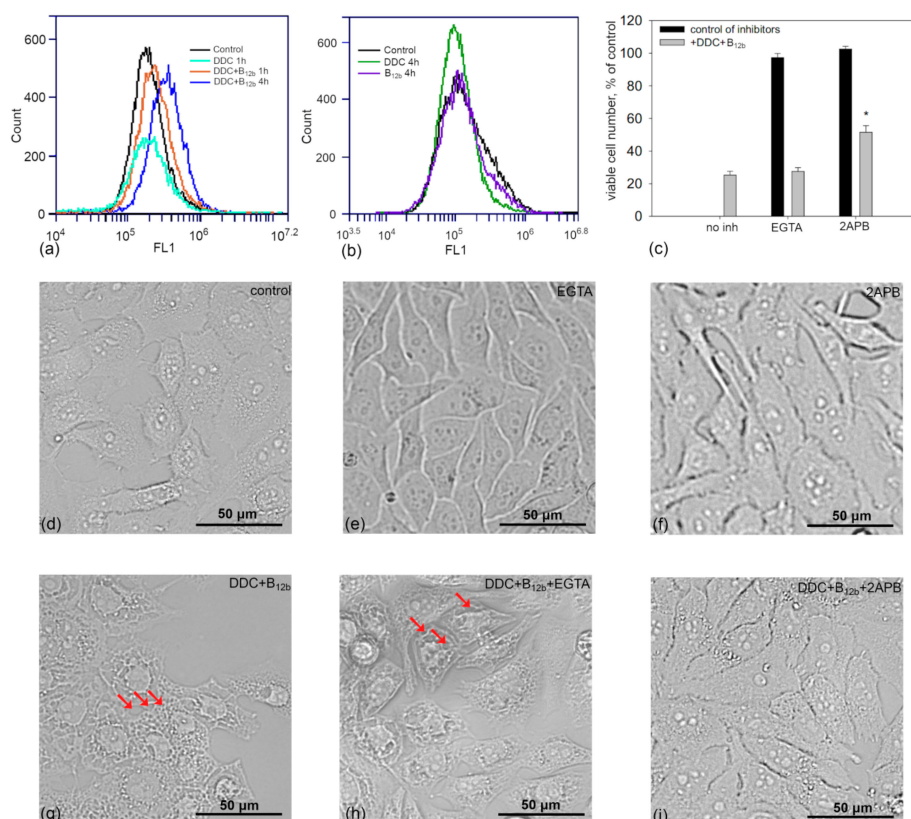 600
400
200
0
Count
Control
DDC 1h
DDC+B12b 1h
DDC+B12b 4h
10^4
10^5
10^6
10^7.2
FL1
(a)
600
400
200
0
Count
Control
DDC 4h
B12b 4h
10^3.5
10^5
10^6
10^6.8
FL1
(b)
viable cell number, % of control
120
100
80
60
40
20
0
control of inhibitors
+DDC+B12b
*
no inh
EGTA
2APB
(c)
control
(d)
50 µm
EGTA
(e)
50 µm
2APB
(f)
50 µm
DDC+B12b
(g)
50 µm
DDC+B12b+EGTA
(h)
50 µm
DDC+B12b+2APB
(i)
50 µm